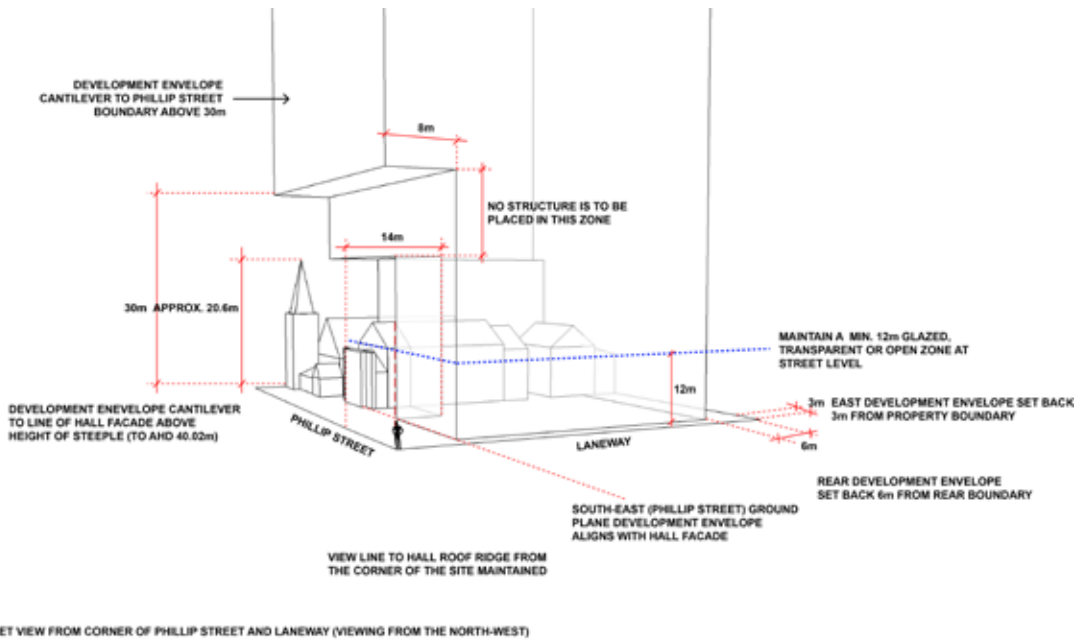 DEVELOPMENT ENVELOPE
CANTILEVER TO PHILLIP STREET
BOUNDARY ABOVE 30m
8m
NO STRUCTURE IS TO BE
PLACED IN THIS ZONE
14m
30m
APPROX. 20.6m
MAINTAIN A MIN. 12m GLAZED,
TRANSPARENT OR OPEN ZONE AT
STREET LEVEL
12m
3m
EAST DEVELOPMENT ENVELOPE SET BACK
3m FROM PROPERTY BOUNDARY
DEVELOPMENT ENEVELOPE CANTILEVER
TO LINE OF HALL FACADE ABOVE
HEIGHT OF STEEPLE (TO AHD 40.02m)
PHILLIP STREET
LANEWAY
6m
REAR DEVELOPMENT ENVELOPE
SET BACK 6m FROM REAR BOUNDARY
SOUTH-EAST (PHILLIP STREET) GROUND
PLANE DEVELOPMENT ENVELOPE
ALIGNS WITH HALL FACADE
VIEW LINE TO HALL ROOF RIDGE FROM
THE CORNER OF THE SITE MAINTAINED
ET VIEW FROM CORNER OF PHILLIP STREET AND LANEWAY (VIEWING FROM THE NORTH-WEST)